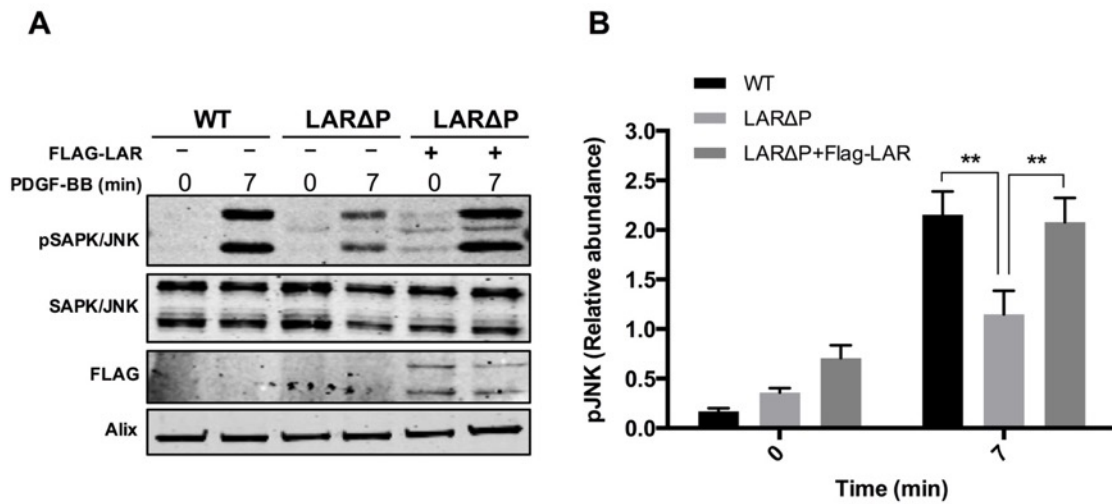 A
WT LARΔP LARΔP
FLAG-LAR − − − − + +
PDGF-BB (min) 0 7 0 7 0 7
pSAPK/JNK
SAPK/JNK
FLAG
Alix
B
WT
LARΔP
LARΔP+Flag-LAR
pJNK (Relative abundance)
3.0
2.5
2.0
1.5
1.0
0.5
0.0
** **
0 7
Time (min)